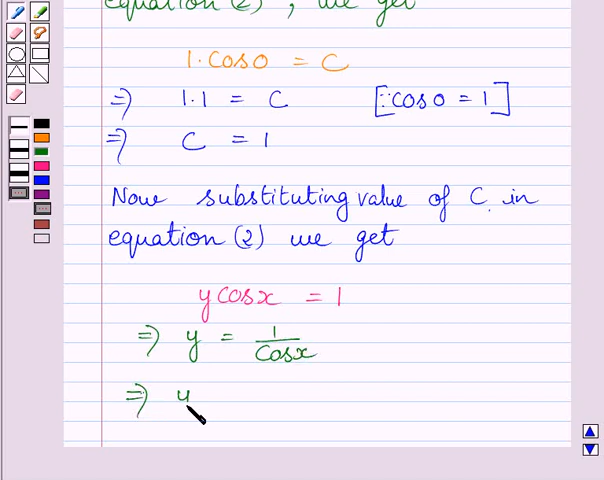 equation (2), we get
1·cos0 = C
⇒ 1·1 = C [∵cos0 = 1]
⇒ C = 1
Now substituting value of C in
equation (2) we get
ycosx = 1
⇒ y = 1/cosx
⇒ y